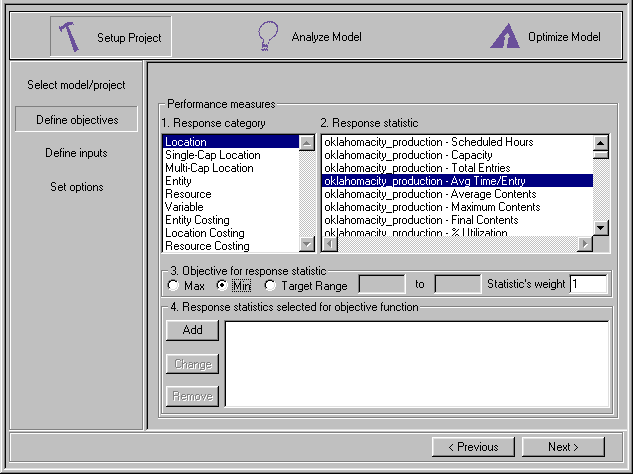 Setup Project
Analyze Model
Optimize Model
Select model/project
Define objectives
Define inputs
Set options
Performance measures
1. Response category
Location
Single-Cap Location
Multi-Cap Location
Entity
Resource
Variable
Entity Costing
Location Costing
Resource Costing
2. Response statistic
oklahomacity_production - Scheduled Hours
oklahomacity_production - Capacity
oklahomacity_production - Total Entries
oklahomacity_production - Avg Time/Entry
oklahomacity_production - Average Contents
oklahomacity_production - Maximum Contents
oklahomacity_production - Final Contents
oklahomacity_production - % Utilization
3. Objective for response statistic
Max Min Target Range to Statistic's weight 1
4. Response statistics selected for objective function
Add
Change
Remove
< Previous Next >